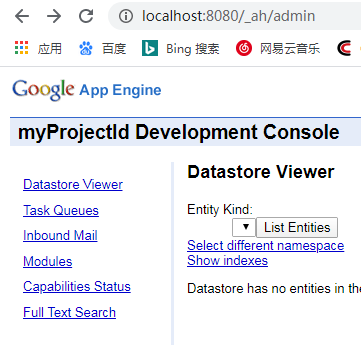 localhost:8080/_ah/admin
应用 百度 Bing 搜索 网易云音乐
Google App Engine
myProjectId Development Console
Datastore Viewer
Task Queues
Inbound Mail
Modules
Capabilities Status
Full Text Search
Datastore Viewer
Entity Kind:
List Entities
Select different namespace
Show indexes
Datastore has no entities in the